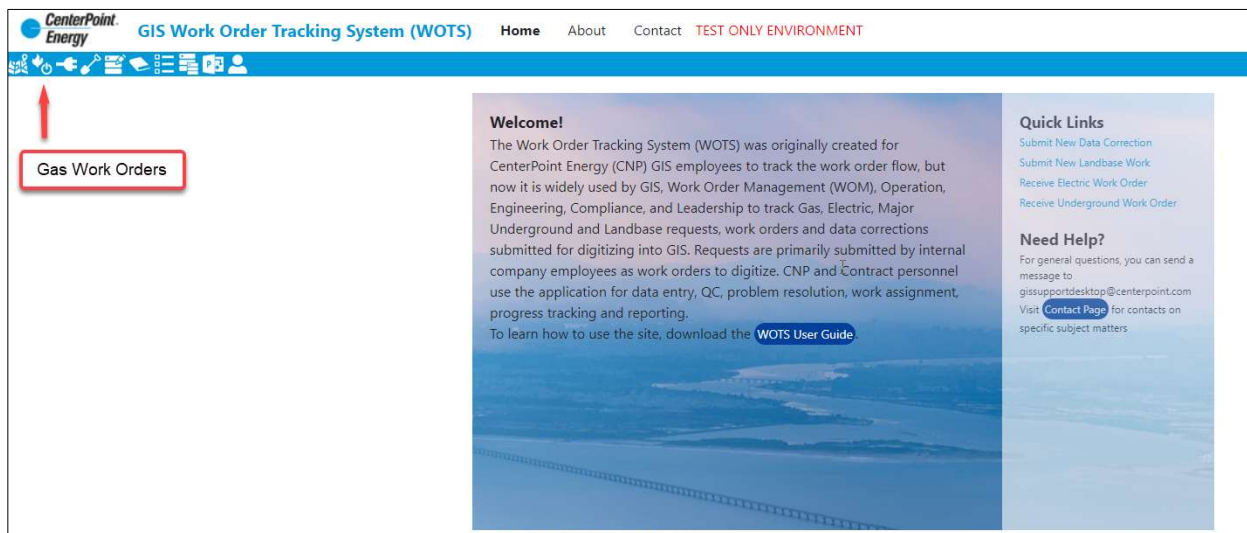 CenterPoint.
Energy
GIS Work Order Tracking System (WOTS)
Home
About
Contact
TEST ONLY ENVIRONMENT
Gas Work Orders
Welcome!
The Work Order Tracking System (WOTS) was originally created for
CenterPoint Energy (CNP) GIS employees to track the work order flow, but
now it is widely used by GIS, Work Order Management (WOM), Operation,
Engineering, Compliance, and Leadership to track Gas, Electric, Major
Underground and Landbase requests, work orders and data corrections
submitted for digitizing into GIS. Requests are primarily submitted by internal
company employees as work orders to digitize. CNP and Contract personnel
use the application for data entry, QC, problem resolution, work assignment,
progress tracking and reporting.
To learn how to use the site, download the WOTS User Guide.
Quick Links
Submit New Data Correction
Submit New Landbase Work
Receive Electric Work Order
Receive Underground Work Order
Need Help?
For general questions, you can send a
message to
gissupportdesktop@centerpoint.com
Visit Contact Page for contacts on
specific subject matters